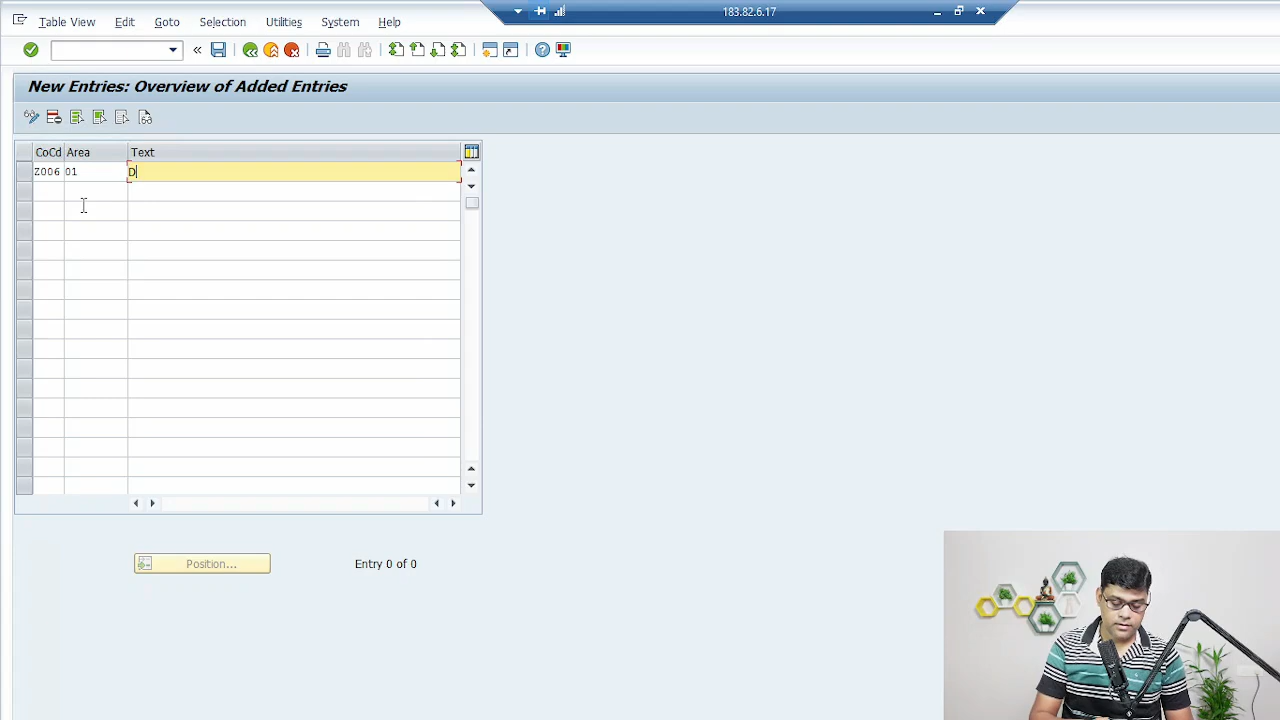 183.82.6.17
Table View Edit Goto Selection Utilities System Help
New Entries: Overview of Added Entries
CoCd Area Text
Z006 01 D
Position... Entry 0 of 0